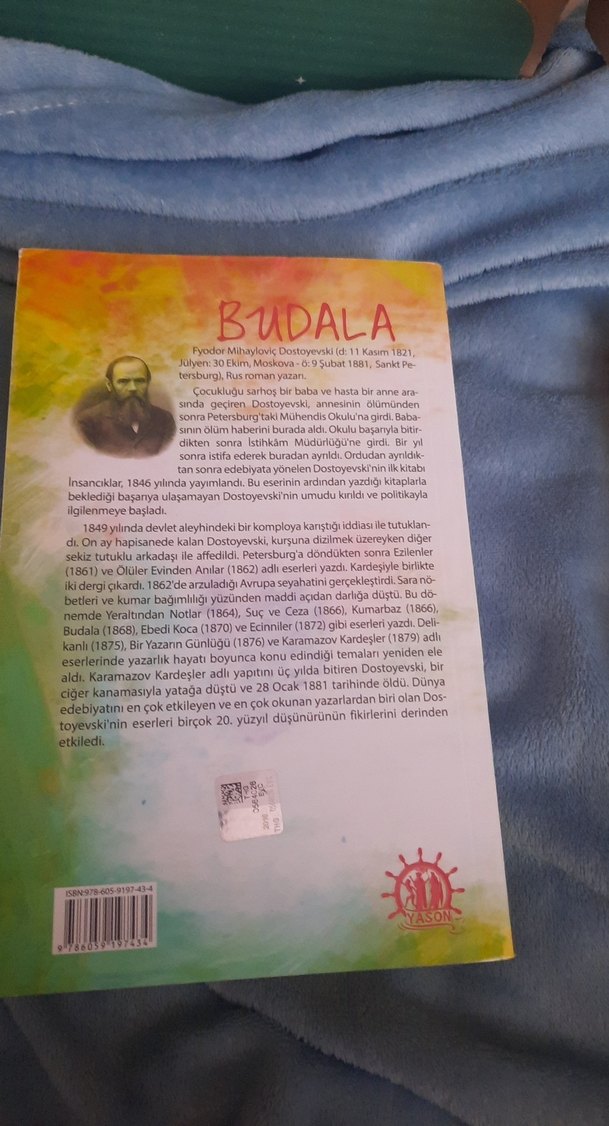 BUDALA
Fyodor Mihayloviç Dostoyevski (d: 11 Kasım 1821,
Jülyen: 30 Ekim, Moskova - ö: 9 Şubat 1881, Sankt Pe-
tersburg), Rus roman yazarı.
Çocukluğu sarhoş bir baba ve hasta bir anne ara-
sında geçiren Dostoyevski, annesinin ölümünden
sonra Petersburg'taki Mühendis Okulu'na girdi. Baba-
sının ölüm haberini burada aldı. Okulu başarıyla bitir-
dikten sonra İstihkâm Müdürlüğü'ne girdi. Bir yıl
sonra istifa ederek buradan ayrıldı. Ordudan ayrıldık-
tan sonra edebiyata yönelen Dostoyevski'nin ilk kitabı
İnsancıklar, 1846 yılında yayımlandı. Bu eserinin ardından yazdığı kitaplarla
beklediği başarıya ulaşamayan Dostoyevski'nin umudu kırıldı ve politikayla
ilgilenmeye başladı.
1849 yılında devlet aleyhindeki bir komploya karıştığı iddiası ile tutuklan-
dı. On ay hapisanede kalan Dostoyevski, kurşuna dizilmek üzereyken diğer
sekiz tutuklu arkadaşı ile affedildi. Petersburg'a döndükten sonra Ezilenler
(1861) ve Ölüler Evinden Anılar (1862) adlı eserleri yazdı. Kardeşiyle birlikte
iki dergi çıkardı. 1862'de arzuladığı Avrupa seyahatini gerçekleştirdi. Sara nö-
betleri ve kumar bağımlılığı yüzünden maddi açıdan darlığa düştü. Bu dö-
nemde Yeraltından Notlar (1864), Suç ve Ceza (1866), Kumarbaz (1866),
Budala (1868), Ebedi Koca (1870) ve Ecinniler (1872) gibi eserleri yazdı. Deli-
kanlı (1875), Bir Yazarın Günlüğü (1876) ve Karamazov Kardeşler (1879) adlı
eserlerinde yazarlık hayatı boyunca konu edindiği temaları yeniden ele
aldı. Karamazov Kardeşler adlı yapıtını üç yılda bitiren Dostoyevski, bir
ciğer kanamasıyla yatağa düştü ve 28 Ocak 1881 tarihinde öldü. Dünya
edebiyatını en çok etkileyen ve en çok okunan yazarlardan biri olan Dos-
toyevski'nin eserleri birçok 20. yüzyıl düşünürünün fikirlerini derinden
etkiledi.
ISBN:978-605-9197-43-4
9 786059 197434
YASON